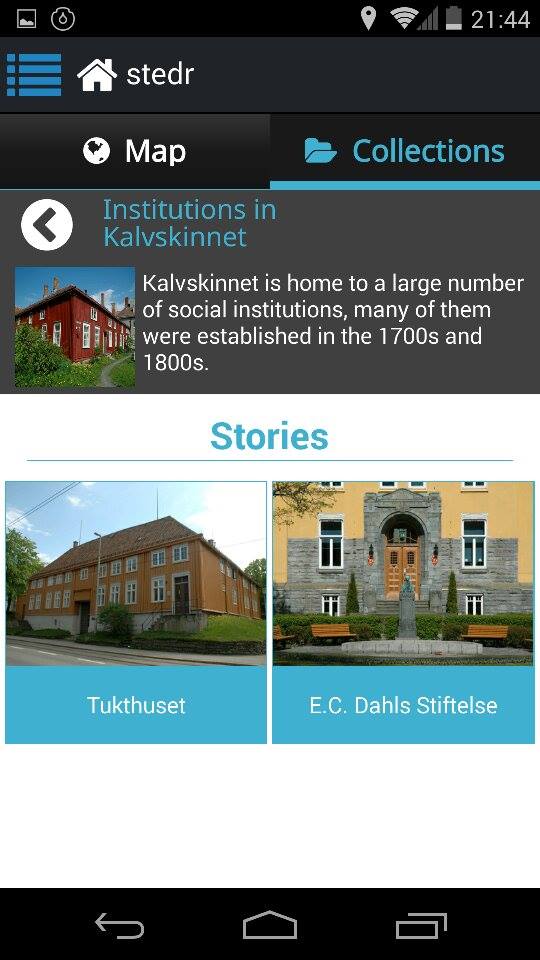 21:44
stedr
Map
Collections
Institutions in
Kalvskinnet
Kalvskinnet is home to a large number
of social institutions, many of them
were established in the 1700s and
1800s.
Stories
Tukthuset
E.C. Dahls Stiftelse